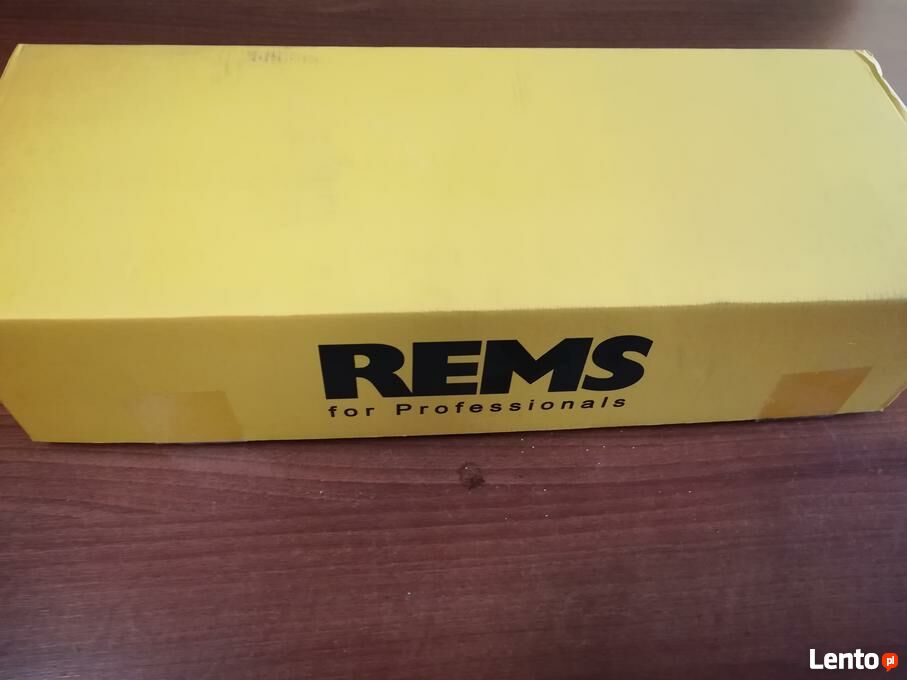 REMS
for Professionals
Lento pl